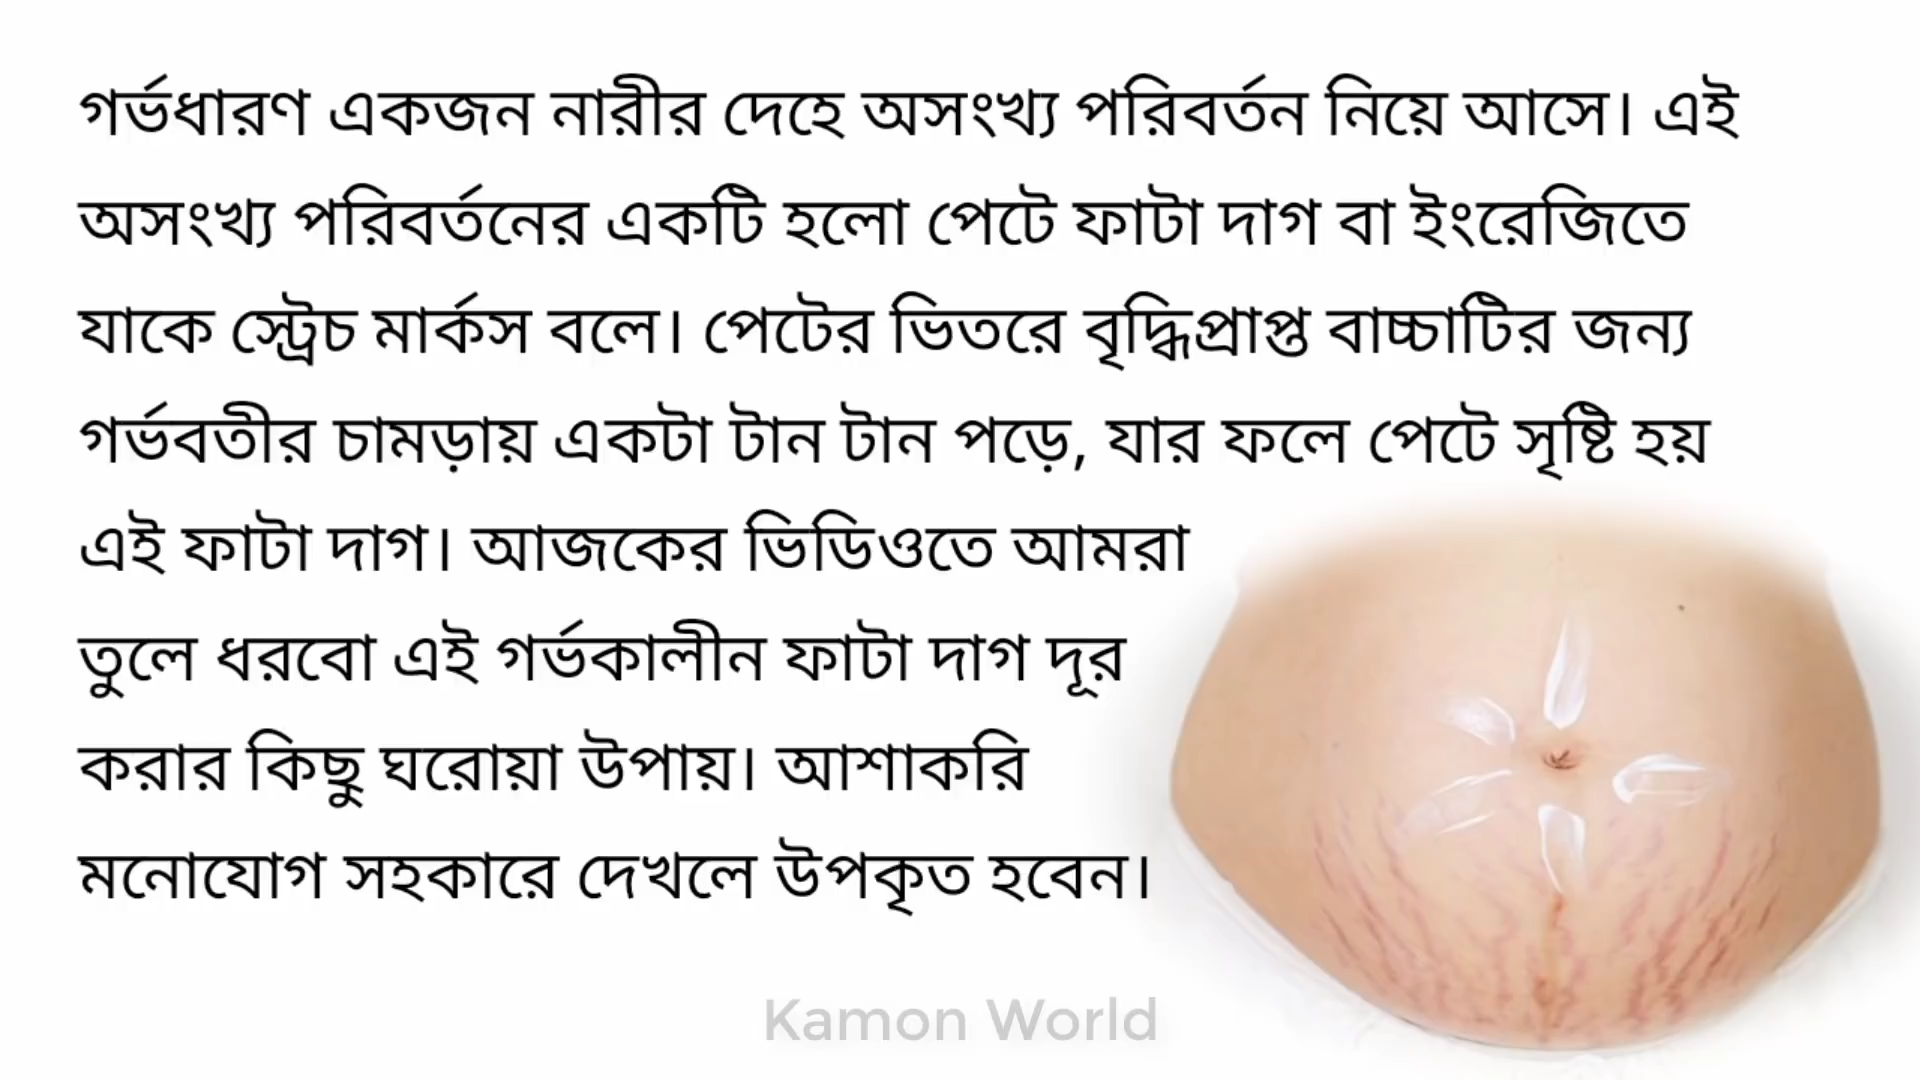 গর্ভধারণ একজন নারীর দেহে অসংখ্য পরিবর্তন নিয়ে আসে। এই
অসংখ্য পরিবর্তনের একটি হলো পেটে ফাটা দাগ বা ইংরেজিতে
যাকে স্ট্রেচ মার্কস বলে। পেটের ভিতরে বৃদ্ধিপ্রাপ্ত বাচ্চাটির জন্য
গর্ভবতীর চামড়ায় একটা টান টান পড়ে, যার ফলে পেটে সৃষ্টি হয়
এই ফাটা দাগ। আজকের ভিডিওতে আমরা
তুলে ধরবো এই গর্ভকালীন ফাটা দাগ দূর
করার কিছু ঘরোয়া উপায়। আশাকরি
মনোযোগ সহকারে দেখলে উপকৃত হবেন।
Kamon World